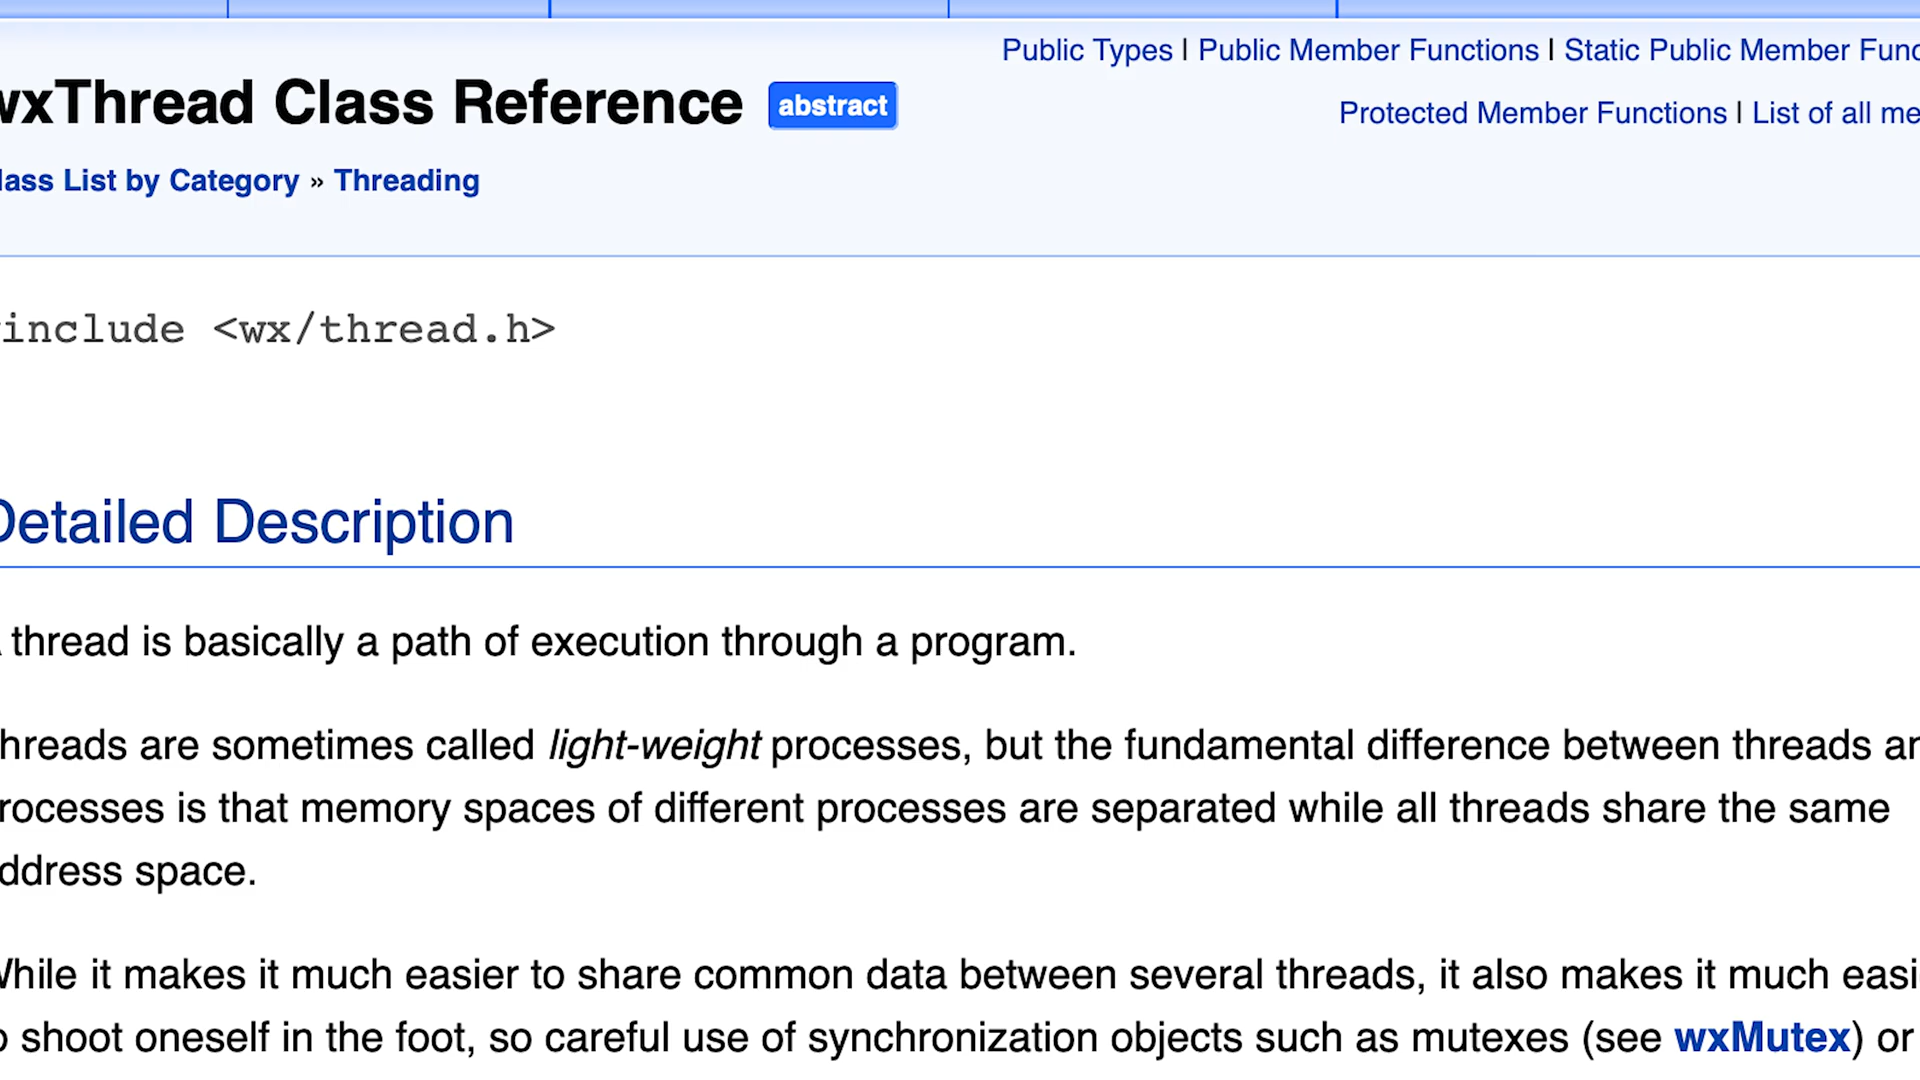 Public Types | Public Member Functions | Static Public Member Func
wxThread Class Reference abstract
Protected Member Functions | List of all me
lass List by Category » Threading
include <wx/thread.h>
Detailed Description
thread is basically a path of execution through a program.
hreads are sometimes called light-weight processes, but the fundamental difference between threads an
rocesses is that memory spaces of different processes are separated while all threads share the same
ddress space.
While it makes it much easier to share common data between several threads, it also makes it much easi
o shoot oneself in the foot, so careful use of synchronization objects such as mutexes (see wxMutex) or